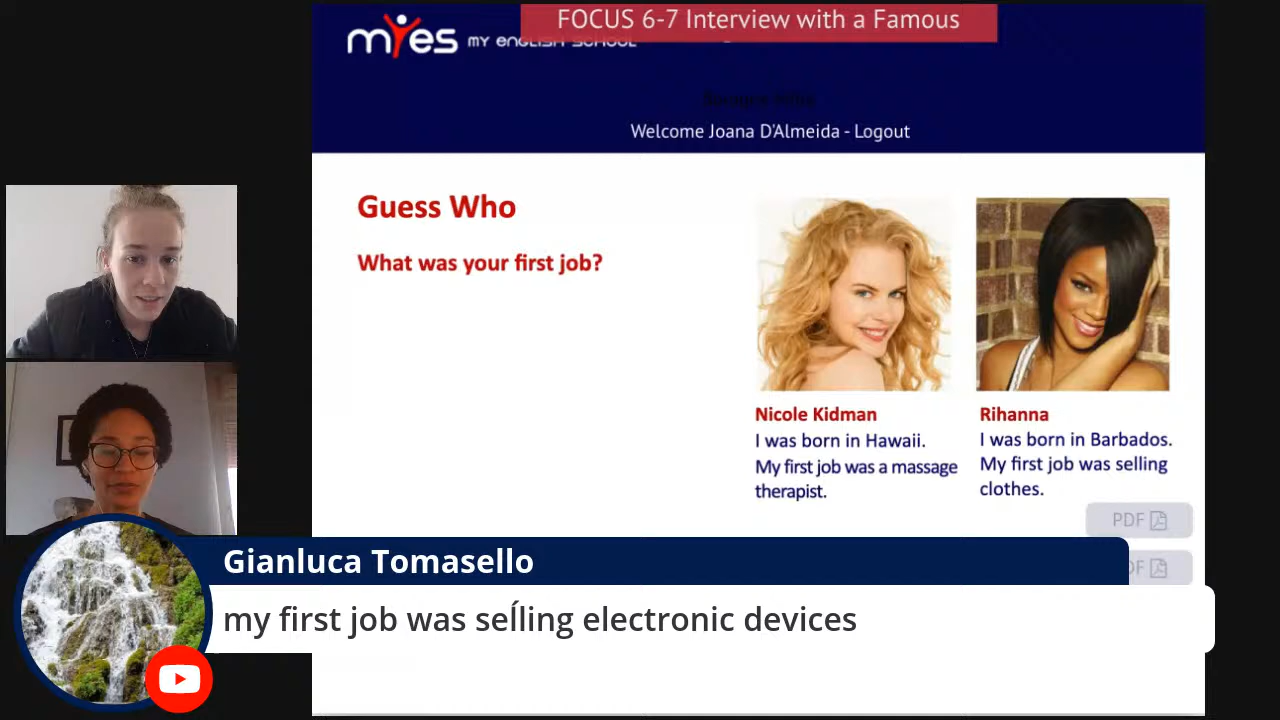 FOCUS 6-7 Interview with a Famous
myes MY ENGLISH SCHOOL
Welcome Joana D'Almeida - Logout
Guess Who
What was your first job?
Nicole Kidman
I was born in Hawaii.
My first job was a massage
therapist.
Rihanna
I was born in Barbados.
My first job was selling
clothes.
PDF
Gianluca Tomasello
my first job was seĺling electronic devices